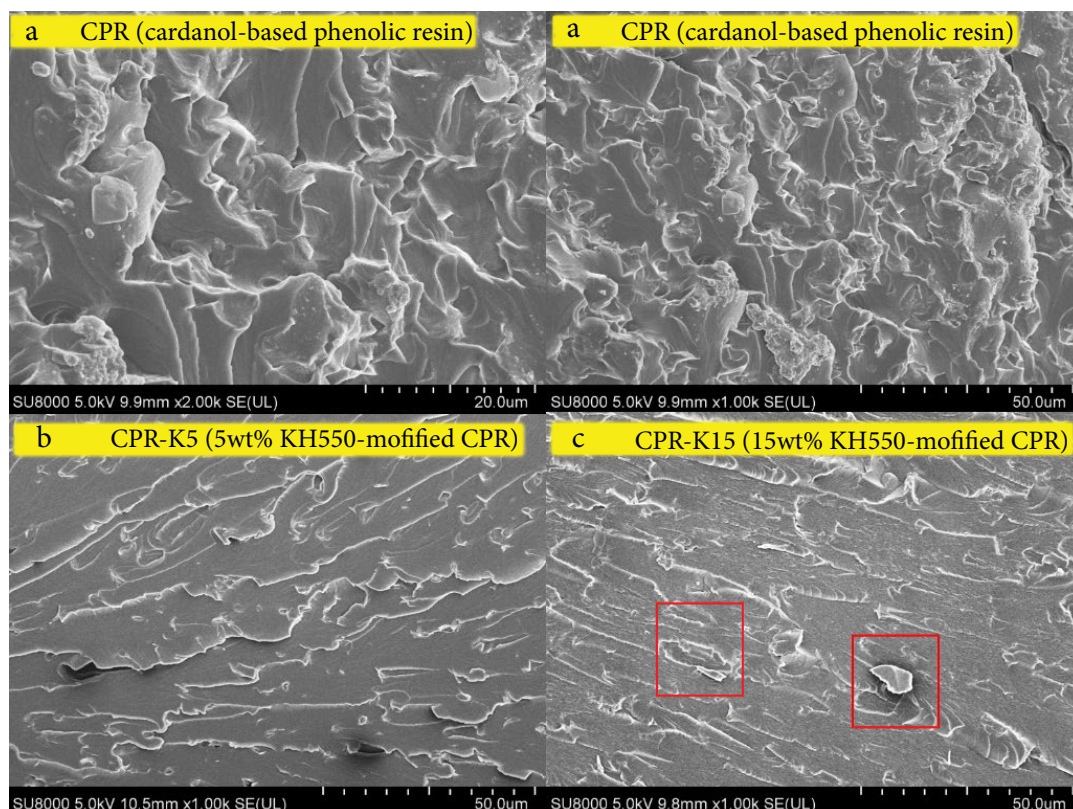 a CPR (cardanol-based phenolic resin)
a CPR (cardanol-based phenolic resin)
SU8000 5.0kV 9.9mm x2.00k SE(UL) 20.0um
SU8000 5.0kV 9.9mm x1.00k SE(UL) 50.0um
b CPR-K5 (5wt% KH550-mofified CPR)
c CPR-K15 (15wt% KH550-mofified CPR)
SU8000 5.0kV 10.5mm x1.00k SE(UL) 50.0um
SU8000 5.0kV 9.8mm x1.00k SE(UL) 50.0um